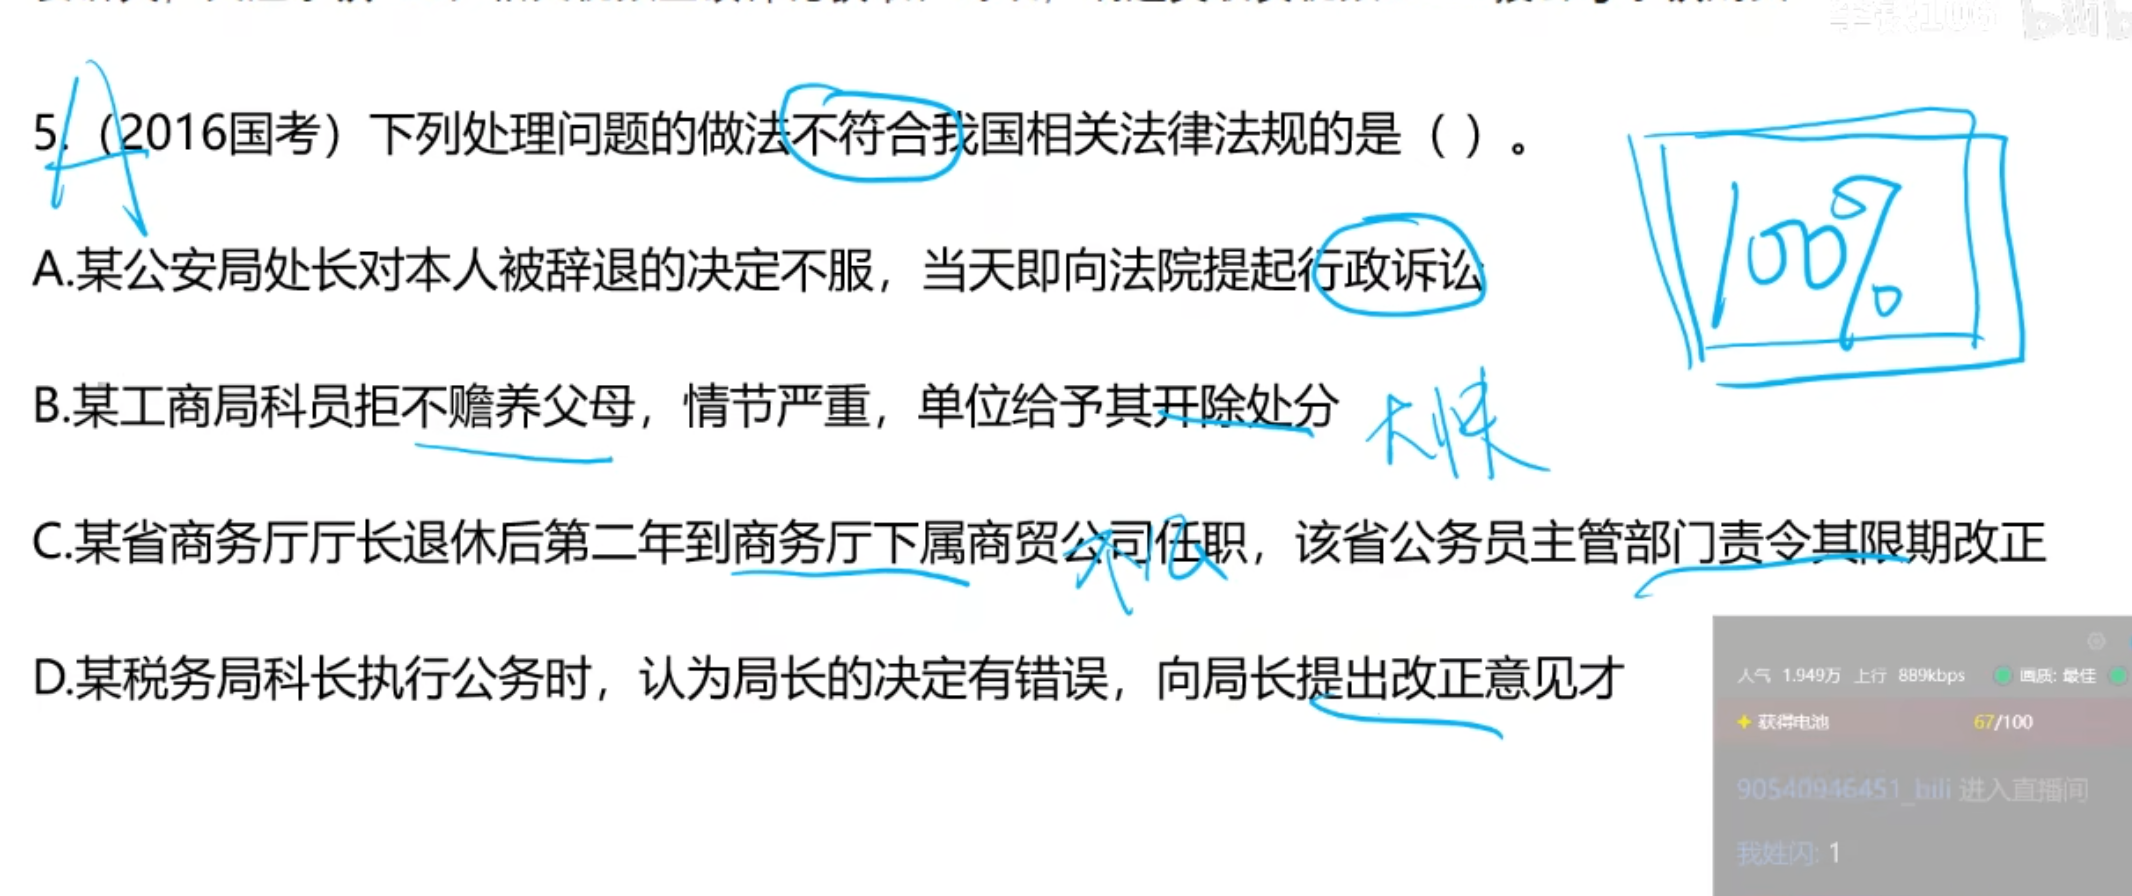 5.（2016国考）下列处理问题的做法不符合我国相关法律法规的是（ ）。
A
100%
A.某公安局处长对本人被辞退的决定不服，当天即向法院提起行政诉讼
B.某工商局科员拒不赡养父母，情节严重，单位给予其开除处分
C.某省商务厅厅长退休后第二年到商务厅下属商贸公司任职，该省公务员主管部门责令其限期改正
D.某税务局科长执行公务时，认为局长的决定有错误，向局长提出改正意见才
人气 1.949万 上行 889kbps 画质: 最佳
获得电池 67/100
90540946451_bili 进入直播间
我姓闪: 1